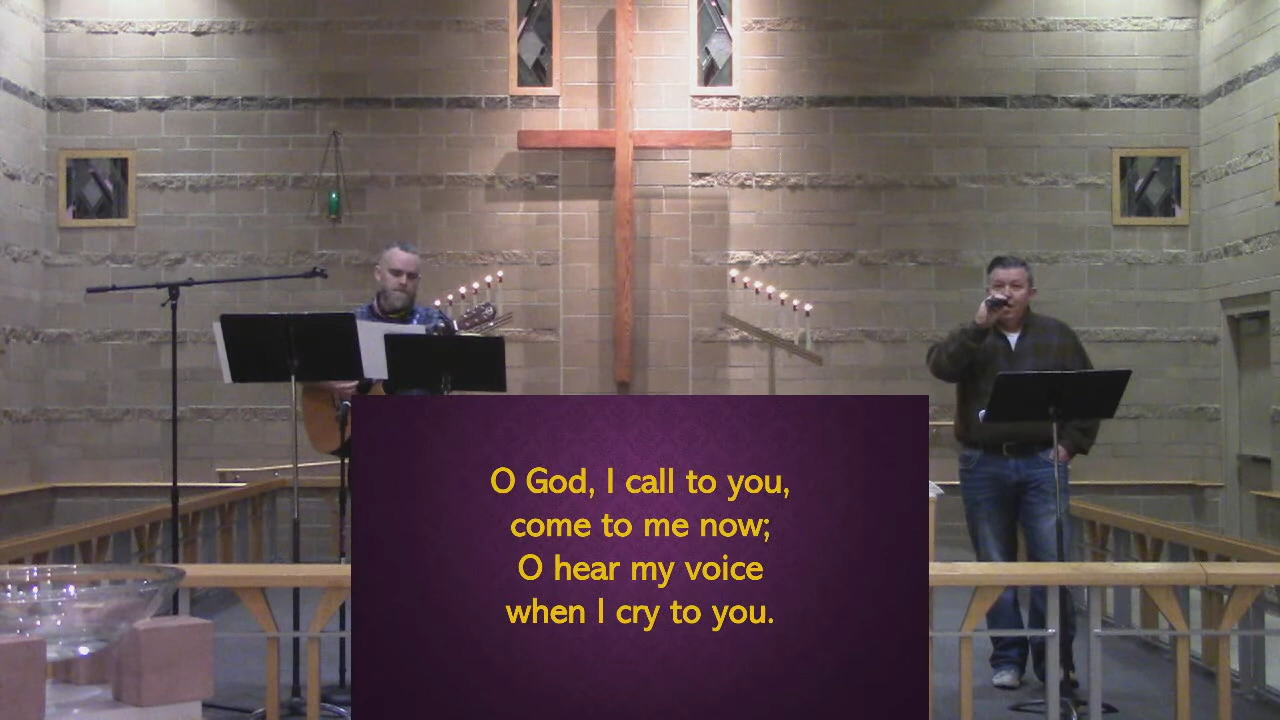 O God, I call to you,
come to me now;
O hear my voice
when I cry to you.